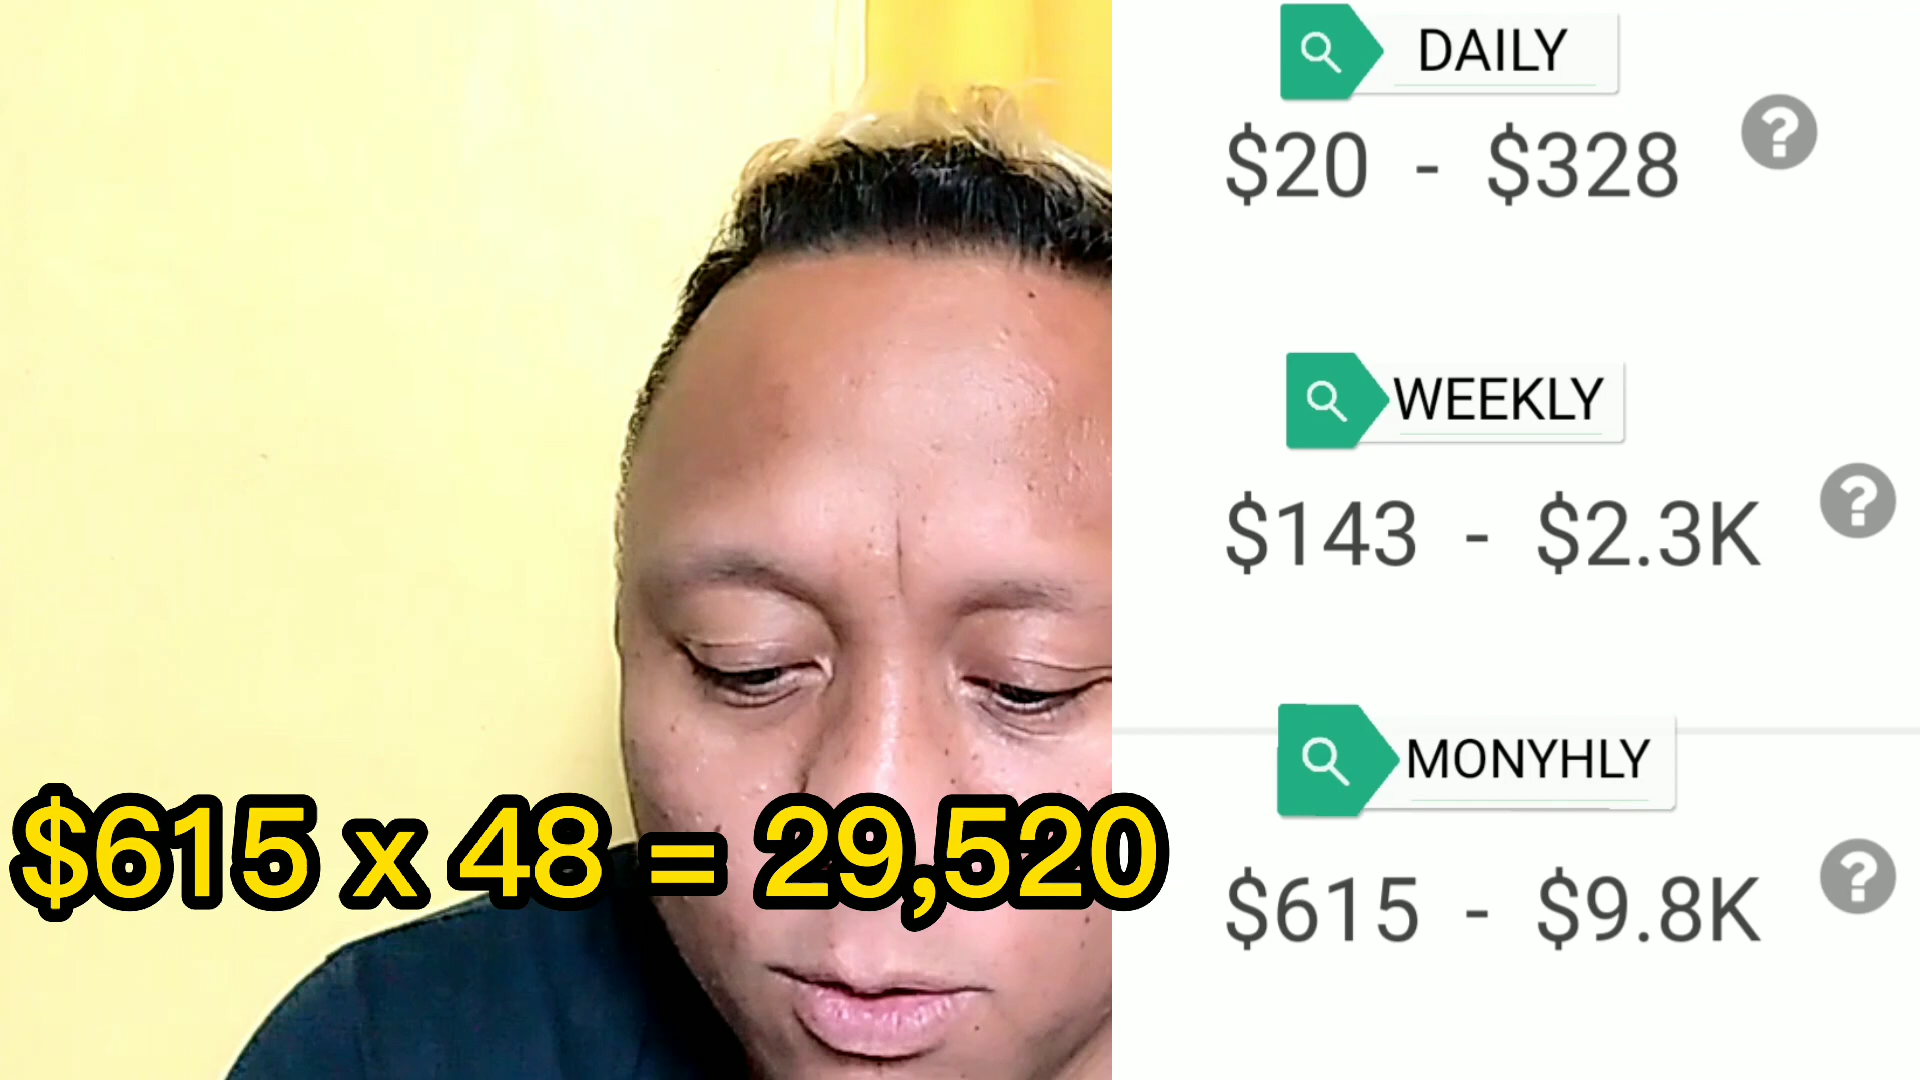 DAILY
$20 - $328
WEEKLY
$143 - $2.3K
MONYHLY
$615 - $9.8K
$615 x 48 = 29,520